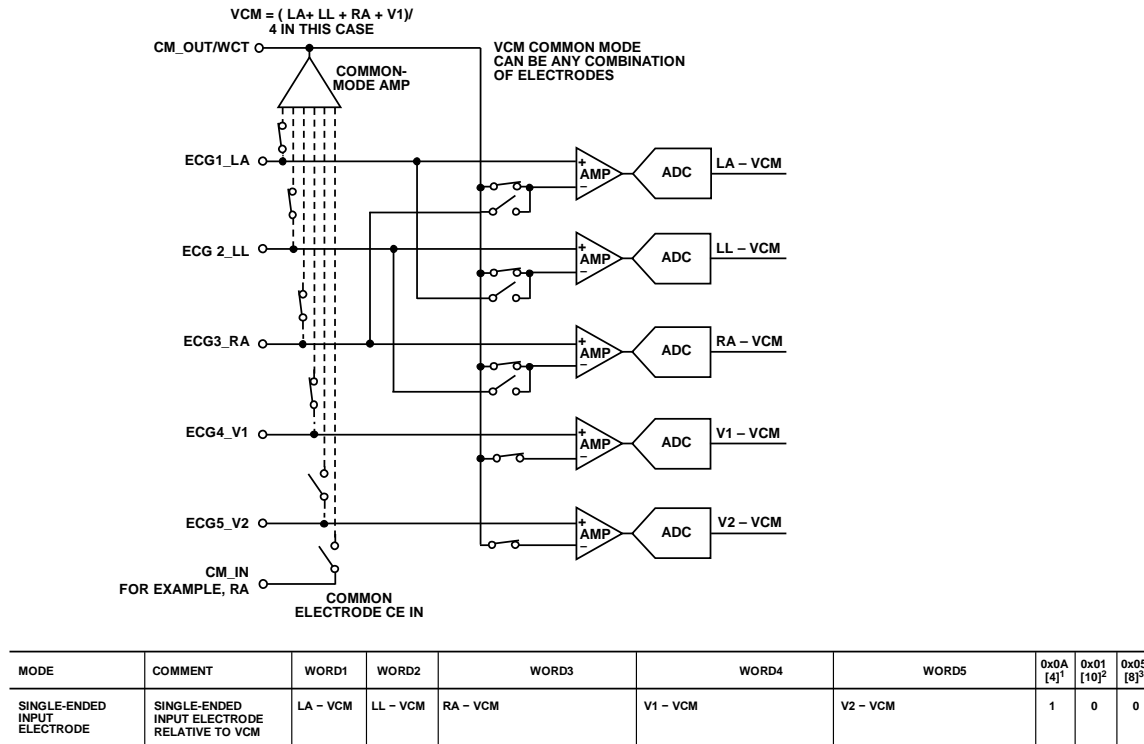 VCM = ( LA+ LL + RA + V1)/
4 IN THIS CASE
CM_OUT/WCT
COMMON-
MODE AMP
VCM COMMON MODE
CAN BE ANY COMBINATION
OF ELECTRODES
ECG1_LA
+
AMP
−
ADC
LA – VCM
ECG 2_LL
+
AMP
−
ADC
LL – VCM
ECG3_RA
+
AMP
−
ADC
RA – VCM
ECG4_V1
+
AMP
−
ADC
V1 – VCM
ECG5_V2
+
AMP
−
ADC
V2 – VCM
CM_IN
FOR EXAMPLE, RA
COMMON
ELECTRODE CE IN
MODE COMMENT WORD1 WORD2 WORD3 WORD4 WORD5 0x0A [4]1 0x01 [10]2 0x05 [8]3
SINGLE-ENDED
INPUT
ELECTRODE
SINGLE-ENDED
INPUT ELECTRODE
RELATIVE TO VCM
LA − VCM LL − VCM RA − VCM V1 − VCM V2 − VCM 1 0 0